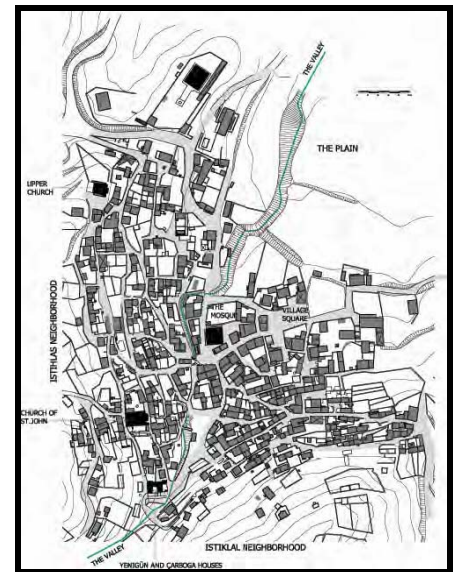 THE VALLEY
THE PLAIN
UPPER
CHURCH
THE
MOSQUE
VILLAGE
SQUARE
ISTIHLAS NEIGHBORHOOD
CHURCH OF
ST.JOHN
ISTIKLAL NEIGHBORHOOD
THE VALLEY
YENIGÜN AND ÇARBOGA HOUSES